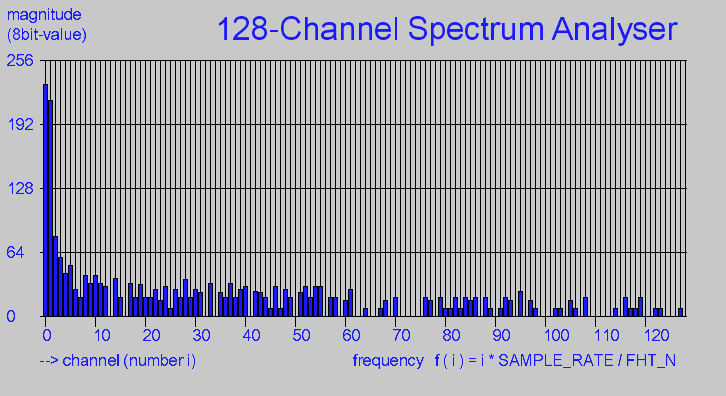 magnitude
(8bit-value)
128-Channel Spectrum Analyser
256
192
128
64
0
0 10 20 30 40 50 60 70 80 90 100 110 120
--> channel (number i)
frequency f ( i ) = i * SAMPLE_RATE / FHT_N